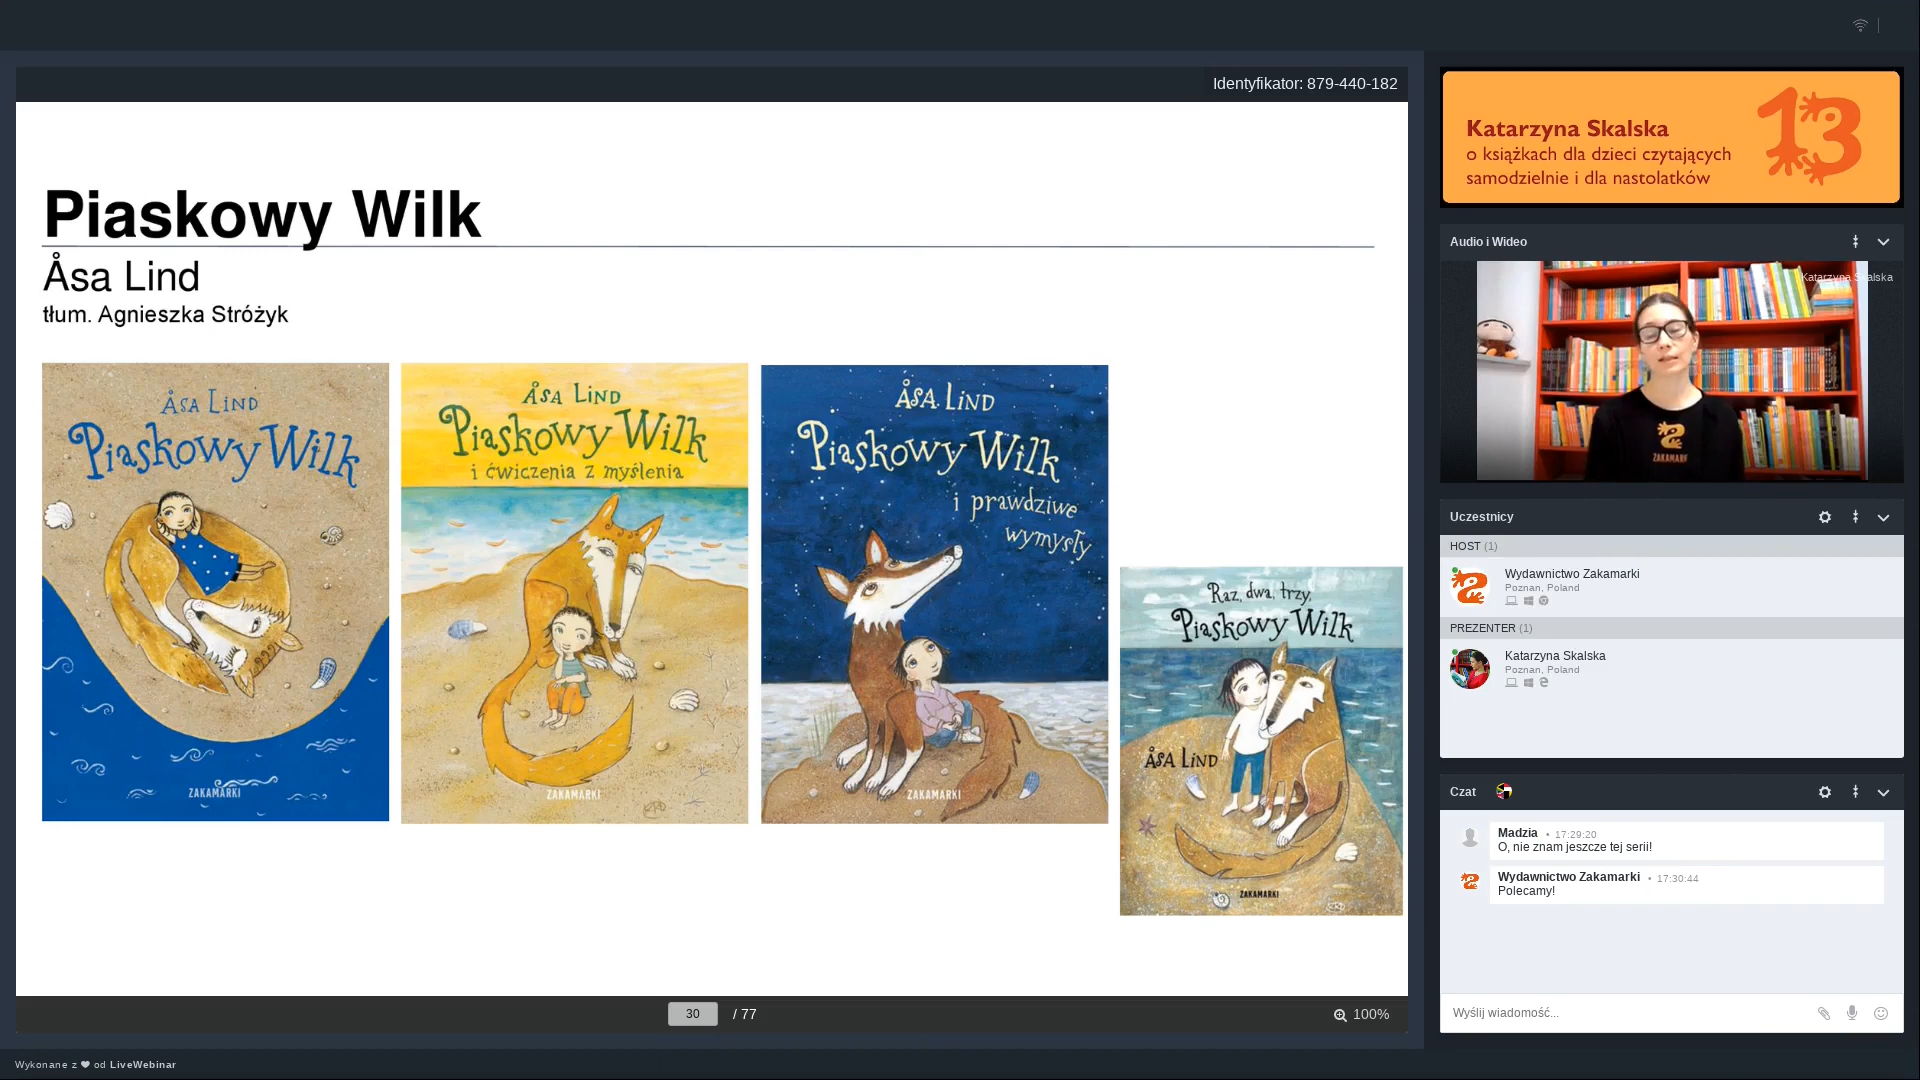 Identyfikator: 879-440-182
Piaskowy Wilk
Åsa Lind
tłum. Agnieszka Stróżyk
ÅSA LIND
Piaskowy Wilk
ZAKAMARKI
ÅSA LIND
Piaskowy Wilk
i ćwiczenia z myślenia
ZAKAMARKI
ÅSA LIND
Piaskowy Wilk
i prawdziwe
wymysły
ZAKAMARKI
Raz, dwa, trzy,
Piaskowy Wilk
ÅSA LIND
ZAKAMARKI
30 / 77
100%
Wykonane z od LiveWebinar
Katarzyna Skalska
o książkach dla dzieci czytających
samodzielnie i dla nastolatków
13
Audio i Wideo
Katarzyna Skalska
ZAKAMARKI
Uczestnicy
HOST (1)
Wydawnictwo Zakamarki
Poznan, Poland
PREZENTER (1)
Katarzyna Skalska
Poznan, Poland
Czat
Madzia • 17:29:20
O, nie znam jeszcze tej serii!
Wydawnictwo Zakamarki • 17:30:44
Polecamy!
Wyślij wiadomość...